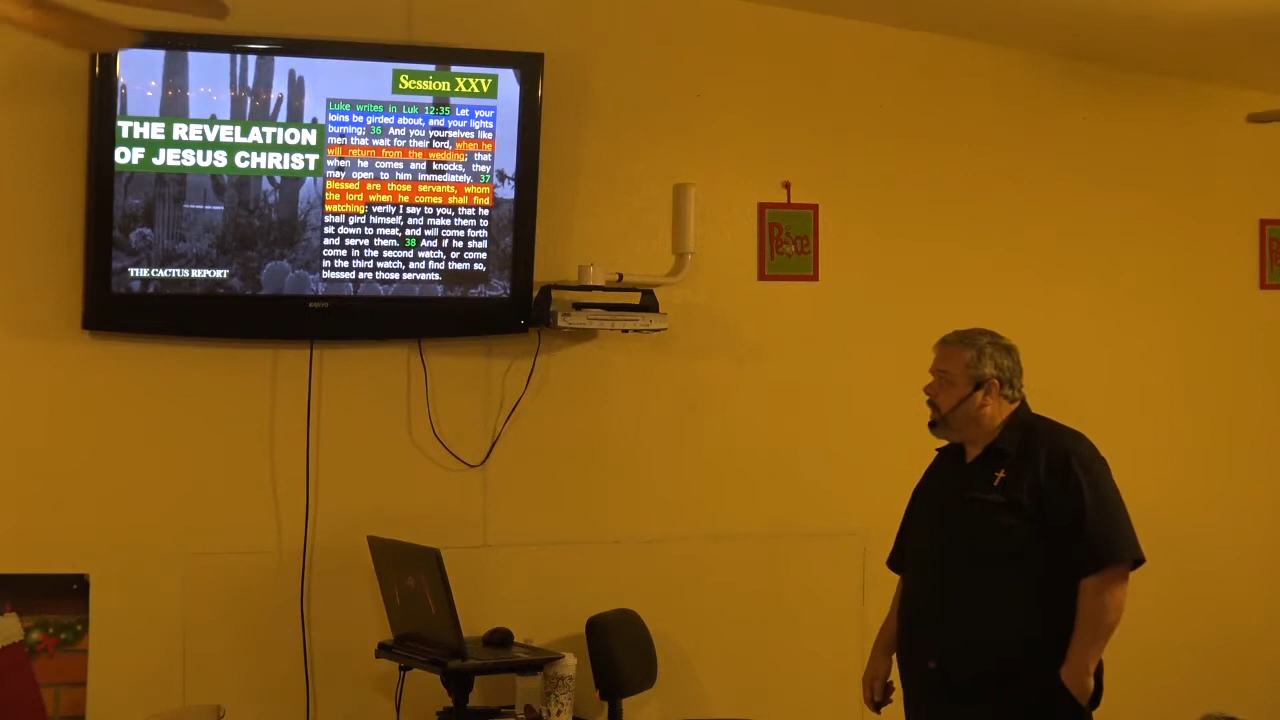 Session XXV
THE REVELATION
OF JESUS CHRIST
Luke writes in Luk 12:35 Let your
loins be girded about, and your lights
burning; 36 And you yourselves like
men that wait for their lord, when he
will return from the wedding; that
when he comes and knocks, they
may open to him immediately. 37
Blessed are those servants, whom
the lord when he comes shall find
watching: verily I say to you, that he
shall gird himself, and make them to
sit down to meat, and will come forth
and serve them. 38 And if he shall
come in the second watch, or come
in the third watch, and find them so,
blessed are those servants.
THE CACTUS REPORT
SANYO
Peace